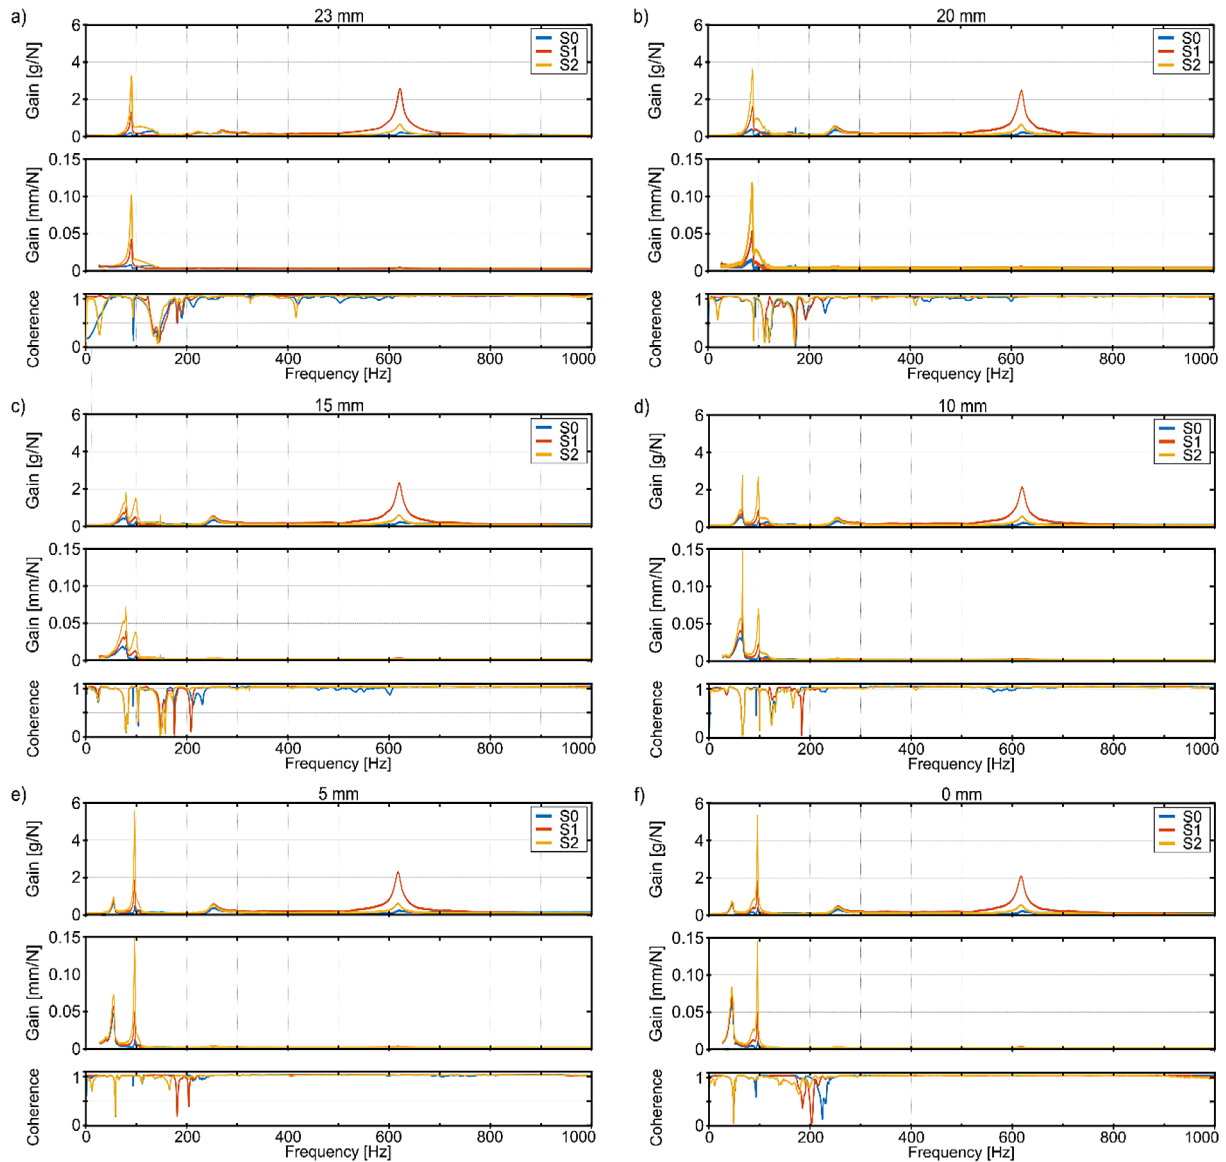 a)
23 mm
6
4
2
0
Gain [g/N]
S0
S1
S2
0.15
0.10
0.05
0
Gain [mm/N]
1
0
Coherence
0
200
400
600
800
1000
Frequency [Hz]
b)
20 mm
6
4
2
0
Gain [g/N]
S0
S1
S2
0.15
0.10
0.05
0
Gain [mm/N]
1
0
Coherence
0
200
400
600
800
1000
Frequency [Hz]
c)
15 mm
6
4
2
0
Gain [g/N]
S0
S1
S2
0.15
0.10
0.05
0
Gain [mm/N]
1
0
Coherence
0
200
400
600
800
1000
Frequency [Hz]
d)
10 mm
6
4
2
0
Gain [g/N]
S0
S1
S2
0.15
0.10
0.05
0
Gain [mm/N]
1
0
Coherence
0
200
400
600
800
1000
Frequency [Hz]
e)
5 mm
6
4
2
0
Gain [g/N]
S0
S1
S2
0.15
0.10
0.05
0
Gain [mm/N]
1
0
Coherence
0
200
400
600
800
1000
Frequency [Hz]
f)
0 mm
6
4
2
0
Gain [g/N]
S0
S1
S2
0.15
0.10
0.05
0
Gain [mm/N]
1
0
Coherence
0
200
400
600
800
1000
Frequency [Hz]